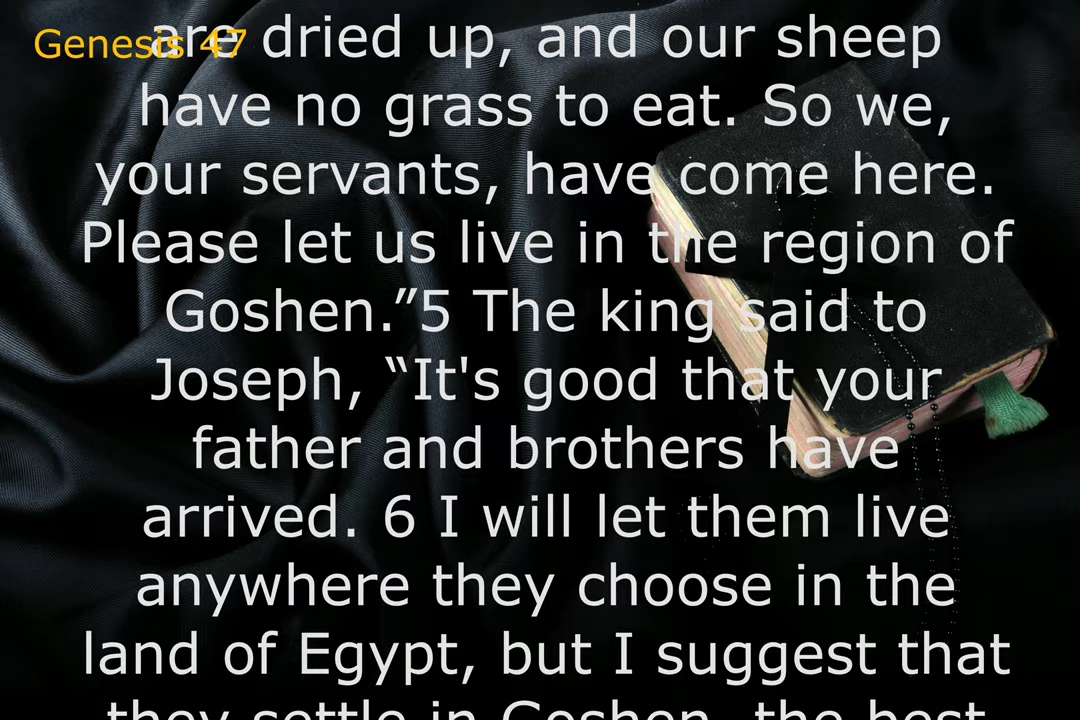 Genesis 47
are dried up, and our sheep
have no grass to eat. So we,
your servants, have come here.
Please let us live in the region of
Goshen.”5 The king said to
Joseph, “It's good that your
father and brothers have
arrived. 6 I will let them live
anywhere they choose in the
land of Egypt, but I suggest that
they settle in Goshen, the best